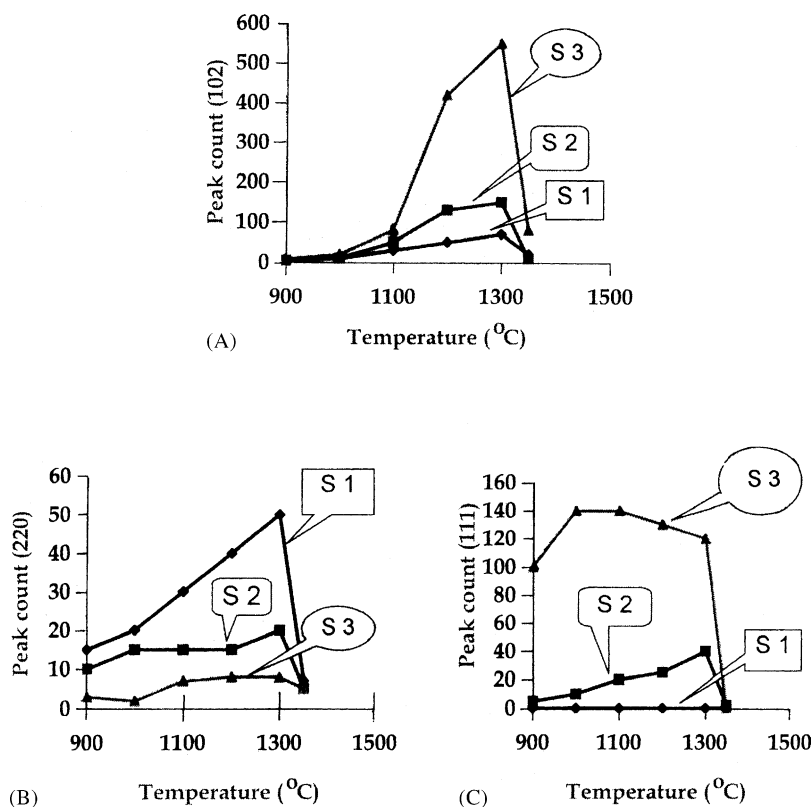 600
500
400
300
200
100
0
Peak count (102)
S 3
S 2
S 1
900 1100 1300 1500
Temperature (°C)
(A)
60
50
40
30
20
10
0
Peak count (220)
S 1
S 2
S 3
900 1100 1300 1500
Temperature (°C)
(B)
160
140
120
100
80
60
40
20
0
Peak count (111)
S 3
S 2
S 1
900 1100 1300 1500
Temperature (°C)
(C)